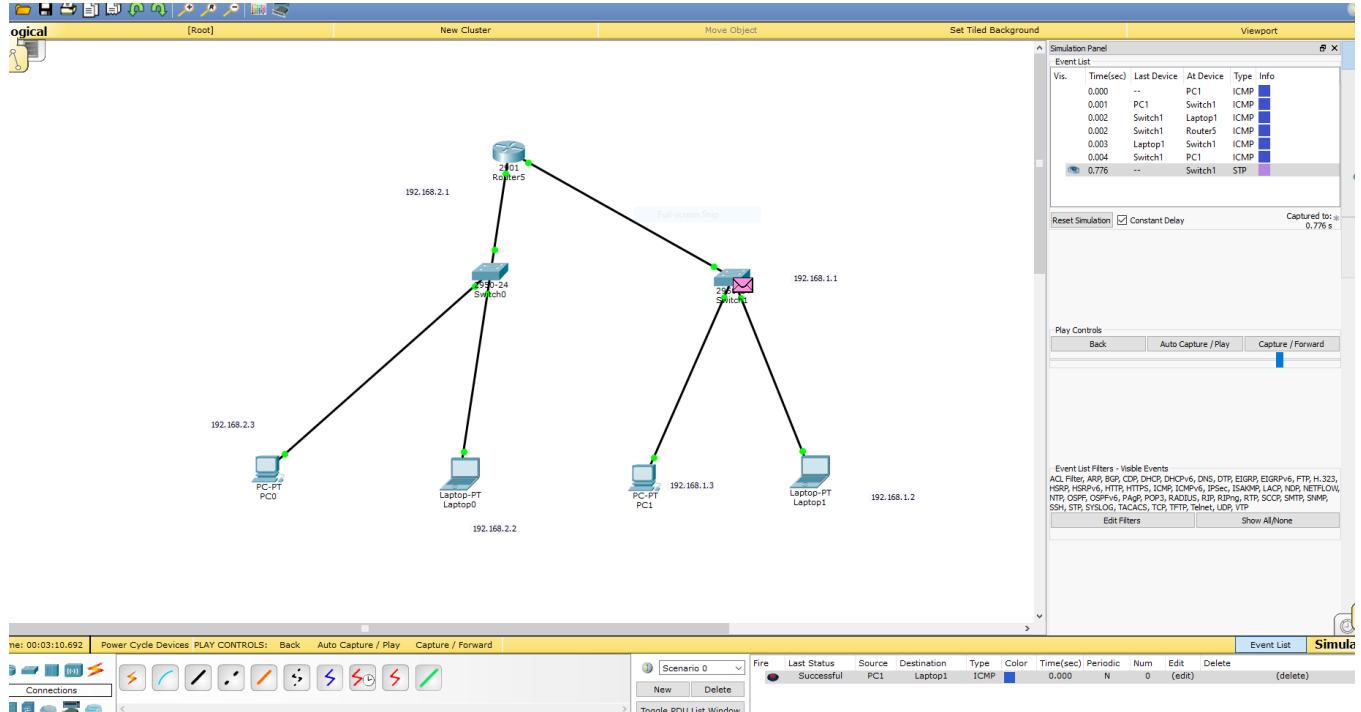 ogical [Root] New Cluster Move Object Set Tiled Background Viewport
Simulation Panel
Event List
Vis. Time(sec) Last Device At Device Type Info
0.000 -- PC1 ICMP
0.001 PC1 Switch1 ICMP
0.002 Switch1 Laptop1 ICMP
0.002 Switch1 Router5 ICMP
0.003 Laptop1 Switch1 ICMP
0.004 Switch1 PC1 ICMP
0.776 -- Switch1 STP
Reset Simulation Constant Delay Captured to: *
0.776 s
Play Controls
Back Auto Capture / Play Capture / Forward
Event List Filters - Visible Events
ACL Filter, ARP, BGP, CDP, DHCP, DHCPv6, DNS, DTP, EIGRP, EIGRPv6, FTP, H.323,
HSRP, HSRPv6, HTTP, HTTPS, ICMP, ICMPv6, IPSec, ISAKMP, LACP, NDP, NETFLOW,
NTP, OSPF, OSPFv6, PAgP, POP3, RADIUS, RIP, RIPng, RTP, SCCP, SMTP, SNMP,
SSH, STP, SYSLOG, TACACS, TCP, TFTP, Telnet, UDP, VTP
Edit Filters Show All/None
2901
Router5
192.168.2.1
192.168.1.1
2950-24
Switch0
Switch1
192.168.2.3
PC-PT
PC0
Laptop-PT
Laptop0
192.168.2.2
PC-PT
PC1
192.168.1.3
Laptop-PT
Laptop1
192.168.1.2
me: 00:03:10.692 Power Cycle Devices PLAY CONTROLS: Back Auto Capture / Play Capture / Forward Event List Simula
Connections
Scenario 0
New Delete
Toggle PDU List Window
Fire Last Status Source Destination Type Color Time(sec) Periodic Num Edit Delete
Successful PC1 Laptop1 ICMP 0.000 N 0 (edit) (delete)